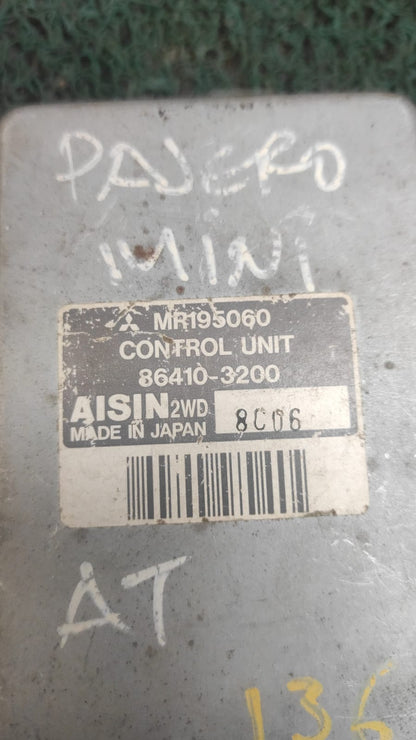 PAJERO
MINI
MR195060
CONTROL UNIT
86410-3200
AISIN 2WD 8C06
MADE IN JAPAN
AT
136